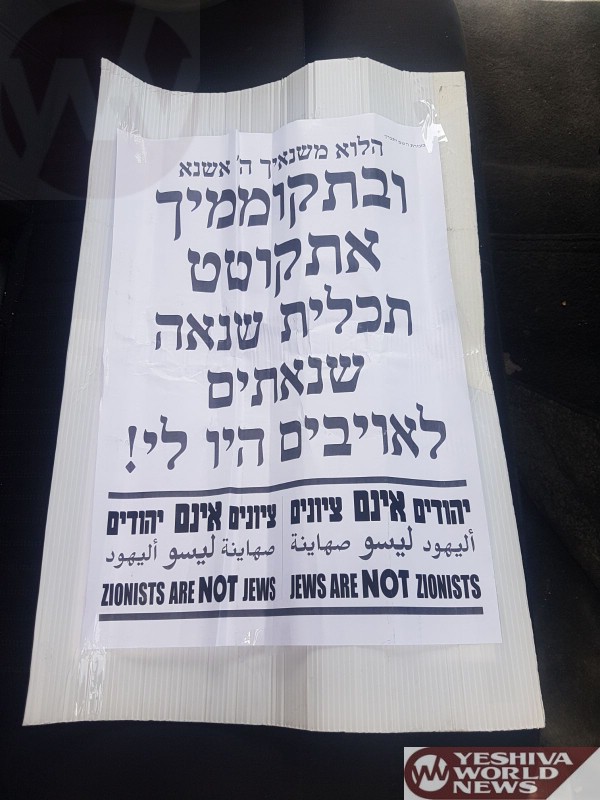 הלוא משנאיך ה' אשנא
ובתקוממיך
אתקוטט
תכלית שנאה
שנאתים
לאויבים היו לי!
יהודים אינם ציונים ציונים אינם יהודים
أليهود ليسو صهاينة صهاينة ليسو أليهود
ZIONISTS ARE NOT JEWS JEWS ARE NOT ZIONISTS
YESHIVA
WORLD
NEWS